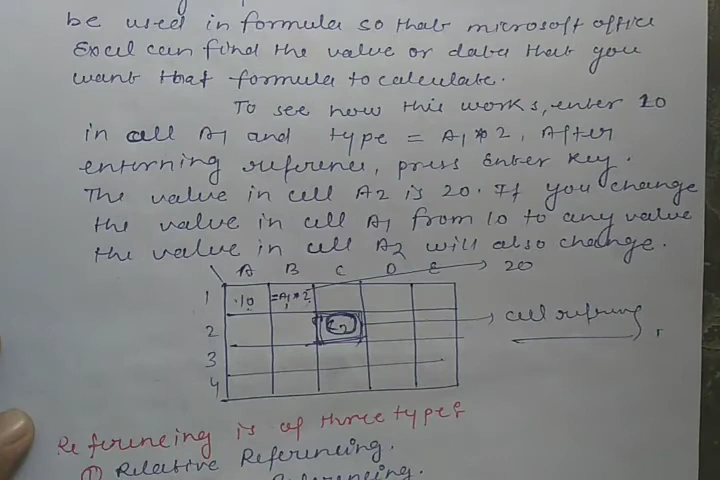 be used in formula so that microsoft office
Excel can find the value or data that you
want that formula to calculate.
To see how this works, enter 10
in cell A1 and type = A1*2, After
enterning reference, press Enter Key.
The value in cell A2 is 20. If you change
the value in cell A1 from 10 to any value
the value in cell A2 will also change.
A B C D E 20
1 10 =A1*2
2 C2 cell refrencing
3
4
Referencing is of three types
① Relative Referencing.
Referencing.